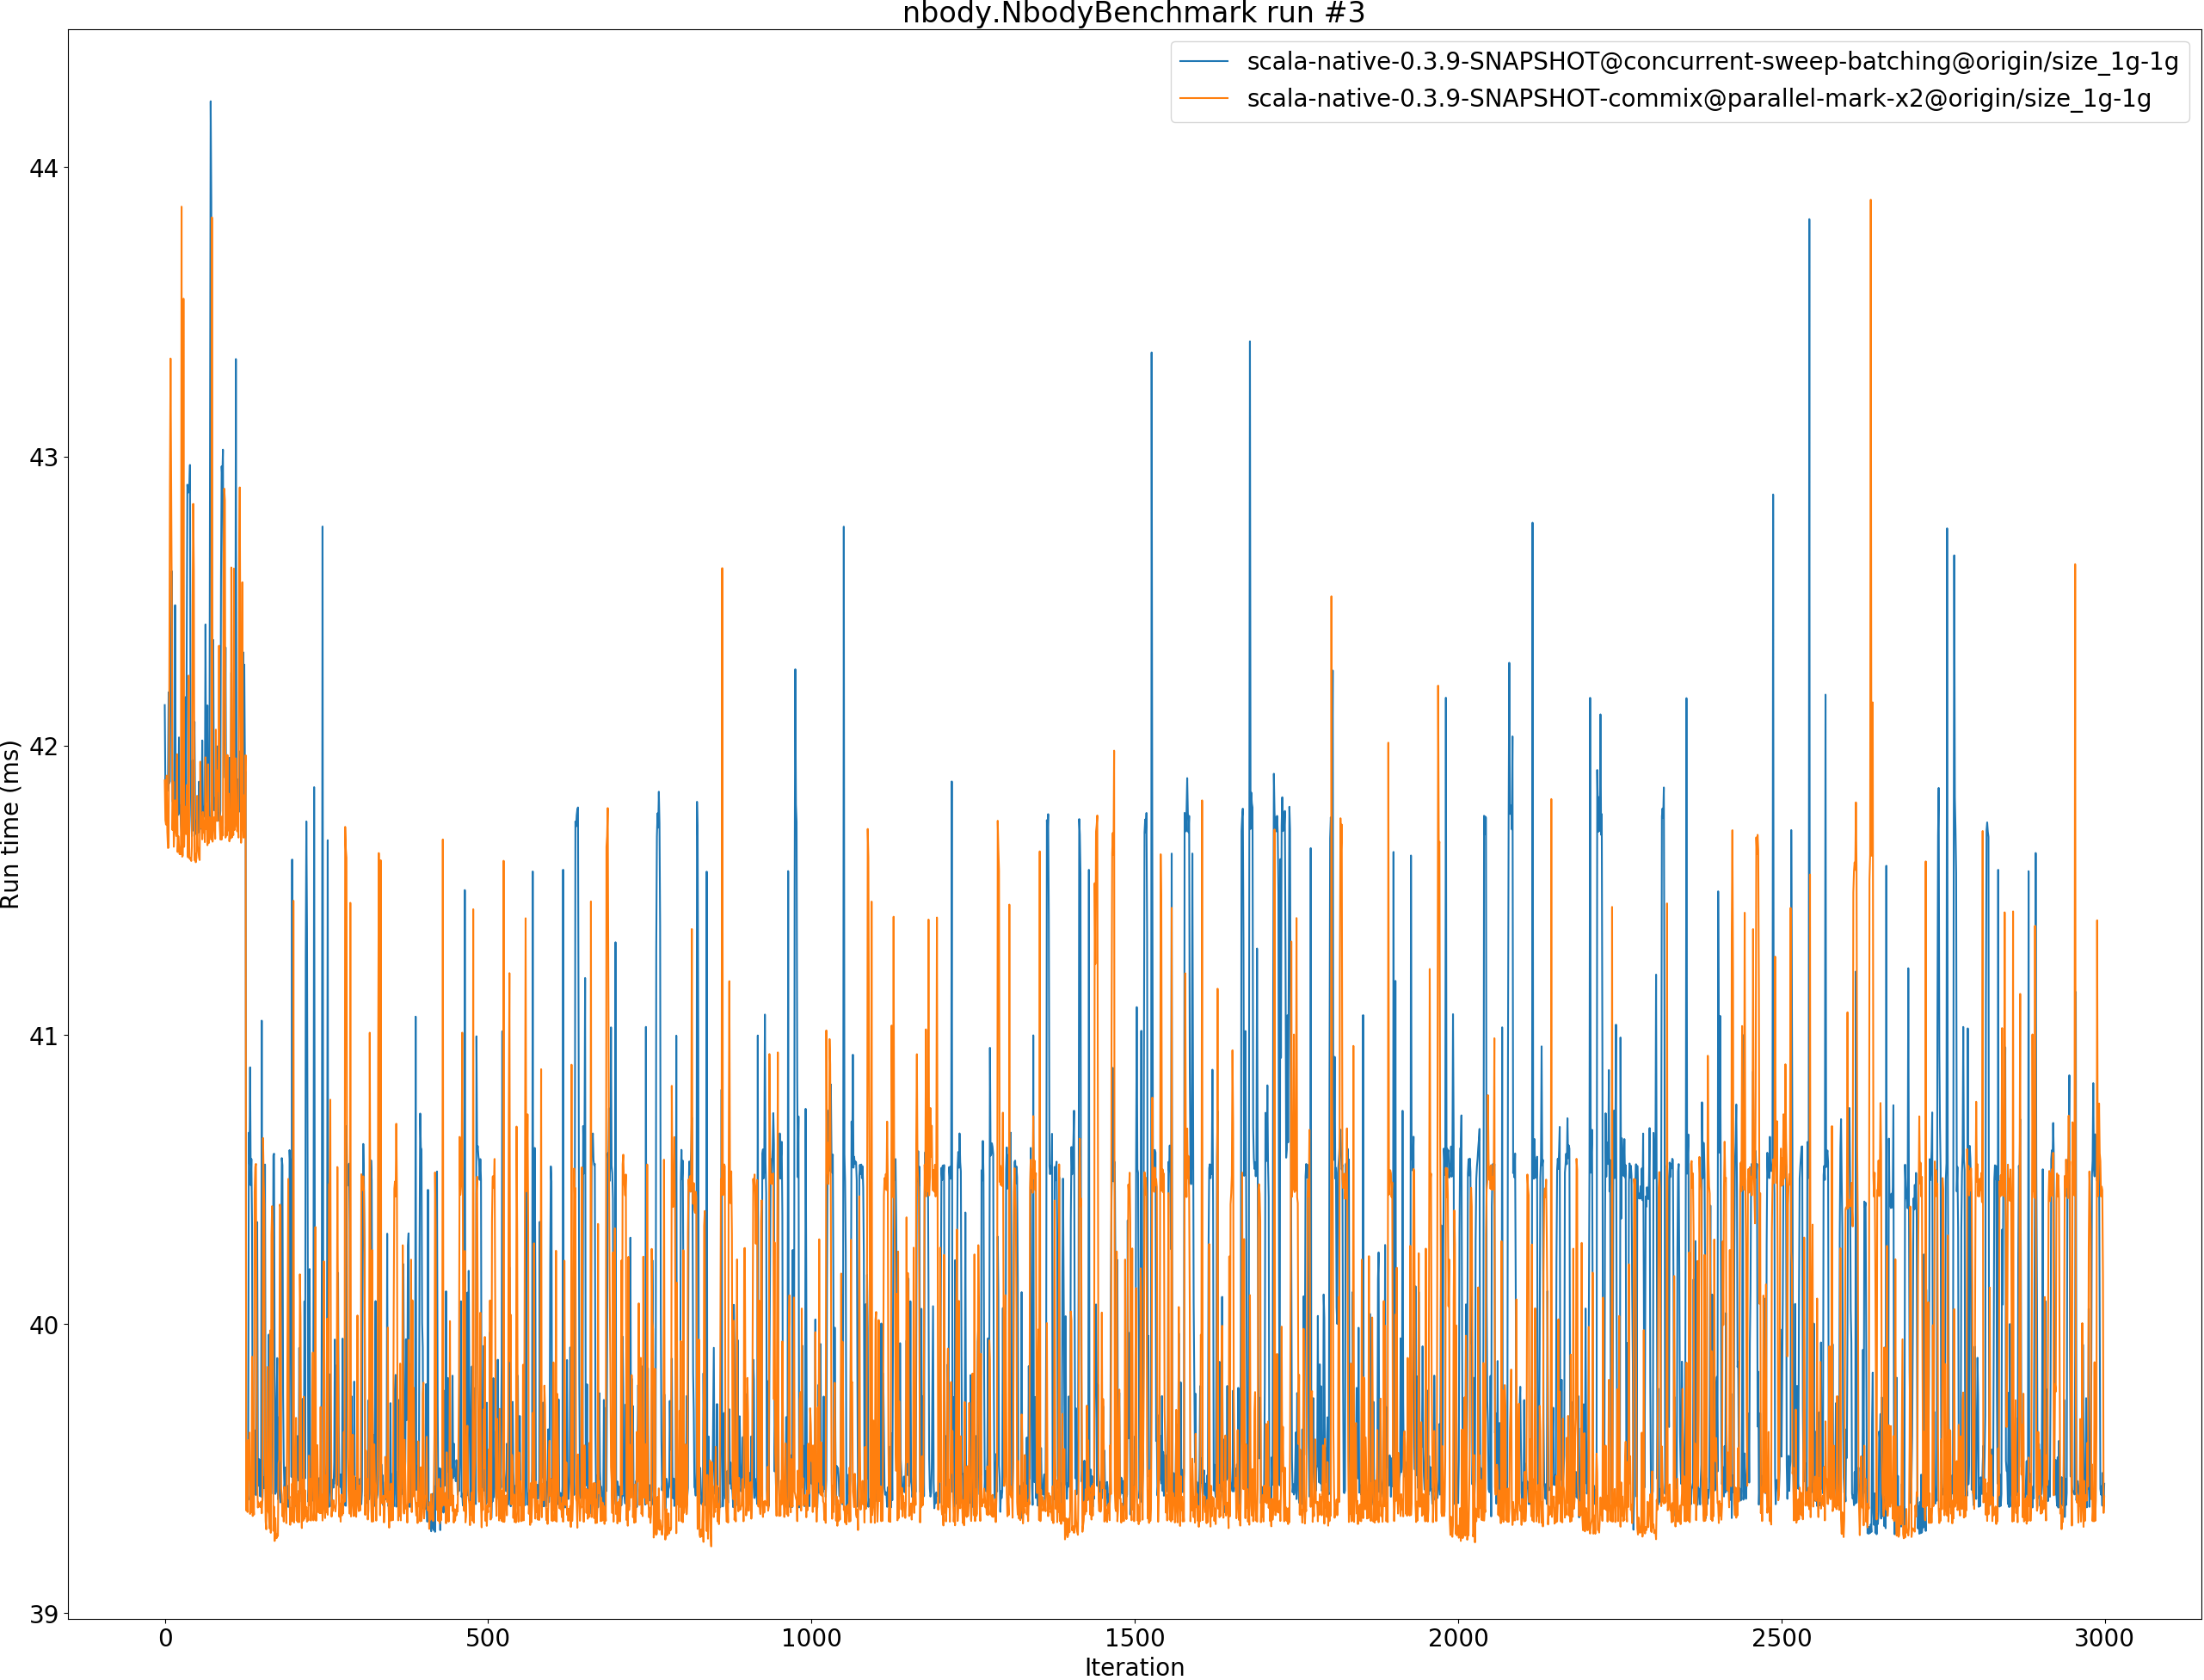 nbody.NbodyBenchmark run #3
scala-native-0.3.9-SNAPSHOT@concurrent-sweep-batching@origin/size_1g-1g
scala-native-0.3.9-SNAPSHOT-commix@parallel-mark-x2@origin/size_1g-1g
Run time (ms)
44
43
42
41
40
39
0 500 1000 1500 2000 2500 3000
Iteration